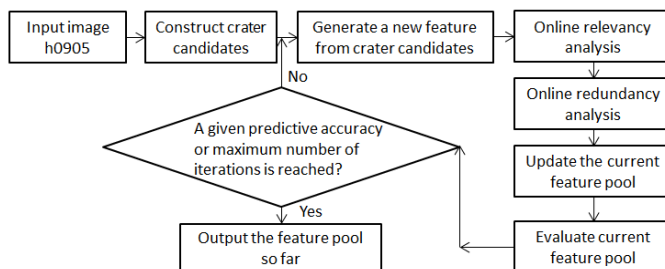 Input image
h0905
Construct crater
candidates
Generate a new feature
from crater candidates
Online relevancy
analysis
Online redundancy
analysis
Update the current
feature pool
Evaluate current
feature pool
No
A given predictive accuracy
or maximum number of
iterations is reached?
Yes
Output the feature pool
so far